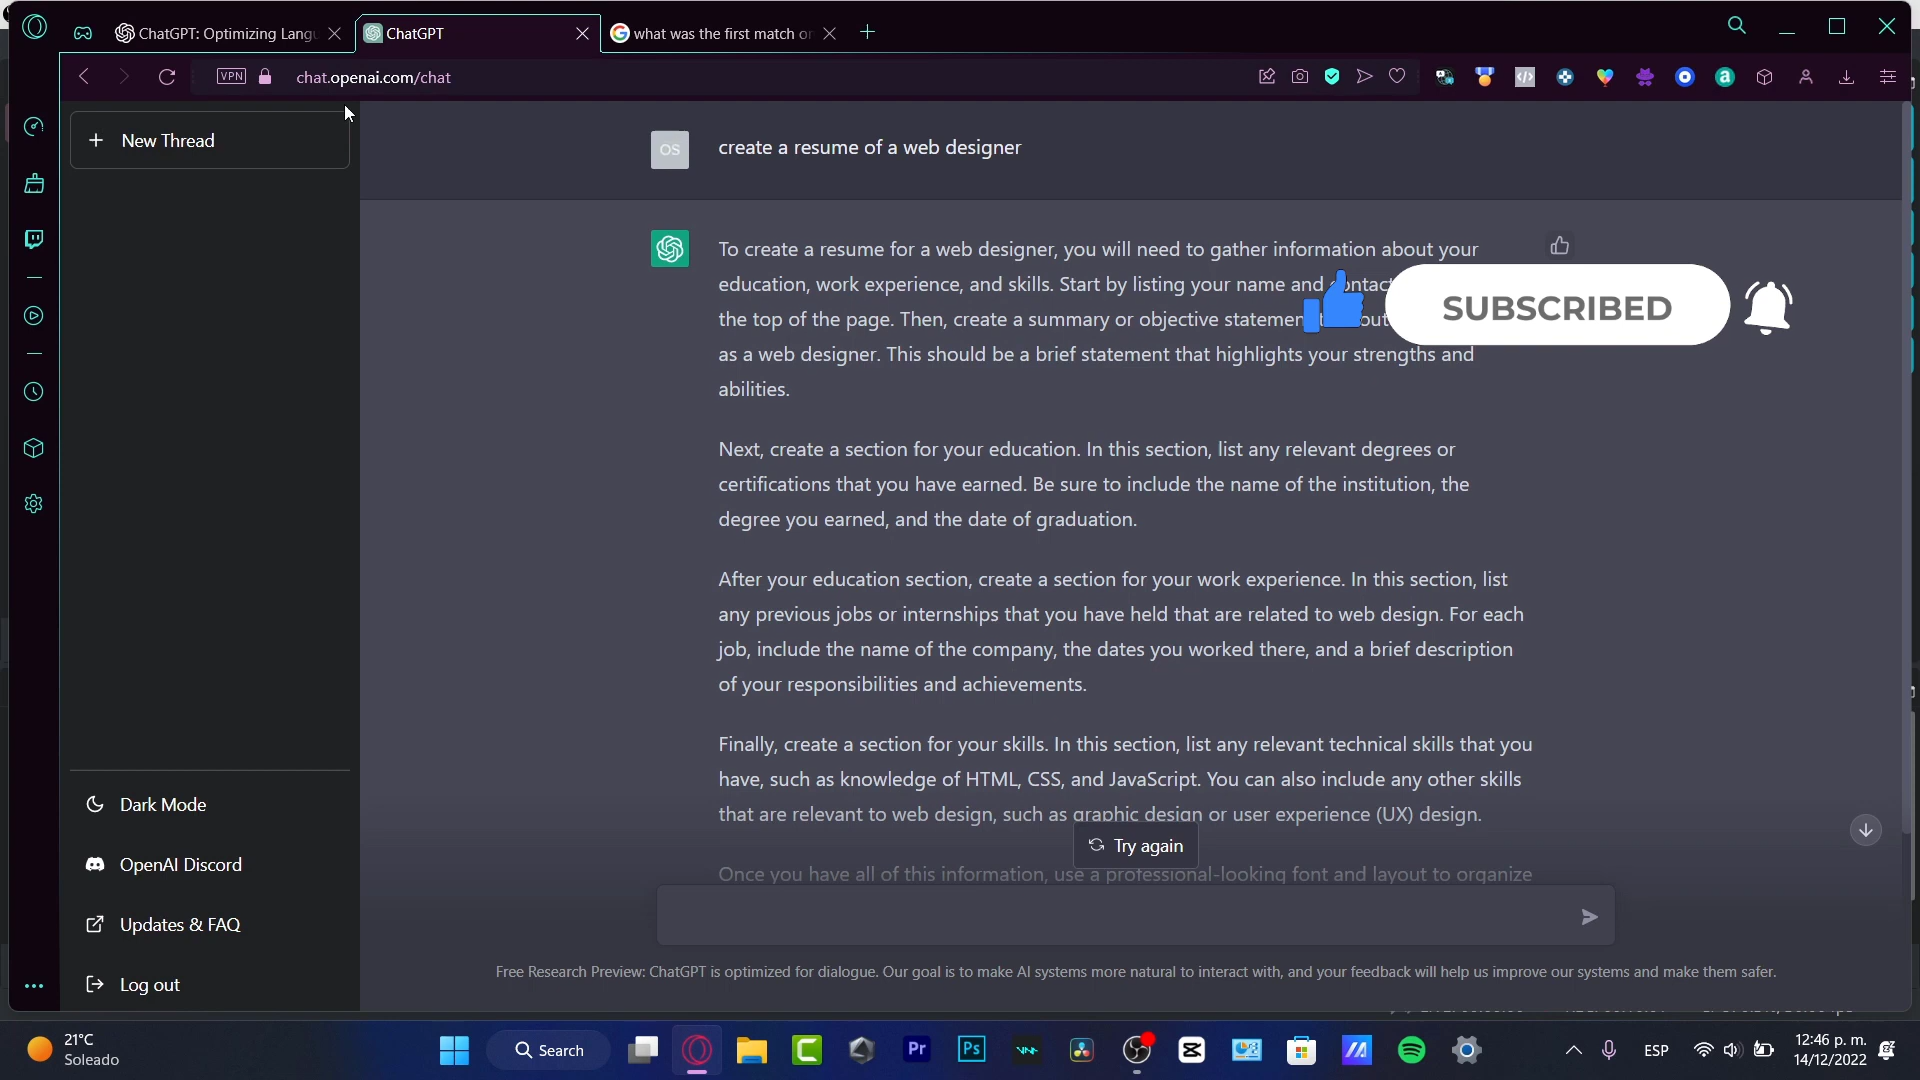 ChatGPT: Optimizing Langu
ChatGPT
what was the first match or
VPN
chat.openai.com/chat
New Thread
OS
create a resume of a web designer
To create a resume for a web designer, you will need to gather information about your
education, work experience, and skills. Start by listing your name and contact
the top of the page. Then, create a summary or objective statement
as a web designer. This should be a brief statement that highlights your strengths and
abilities.
SUBSCRIBED
Next, create a section for your education. In this section, list any relevant degrees or
certifications that you have earned. Be sure to include the name of the institution, the
degree you earned, and the date of graduation.
After your education section, create a section for your work experience. In this section, list
any previous jobs or internships that you have held that are related to web design. For each
job, include the name of the company, the dates you worked there, and a brief description
of your responsibilities and achievements.
Finally, create a section for your skills. In this section, list any relevant technical skills that you
have, such as knowledge of HTML, CSS, and JavaScript. You can also include any other skills
that are relevant to web design, such as graphic design or user experience (UX) design.
Try again
Once you have all of this information, use a professional-looking font and layout to organize
Dark Mode
OpenAI Discord
Updates & FAQ
Log out
Free Research Preview: ChatGPT is optimized for dialogue. Our goal is to make AI systems more natural to interact with, and your feedback will help us improve our systems and make them safer.
21°C
Soleado
Search
Pr
Ps
ESP
12:46 p. m.
14/12/2022